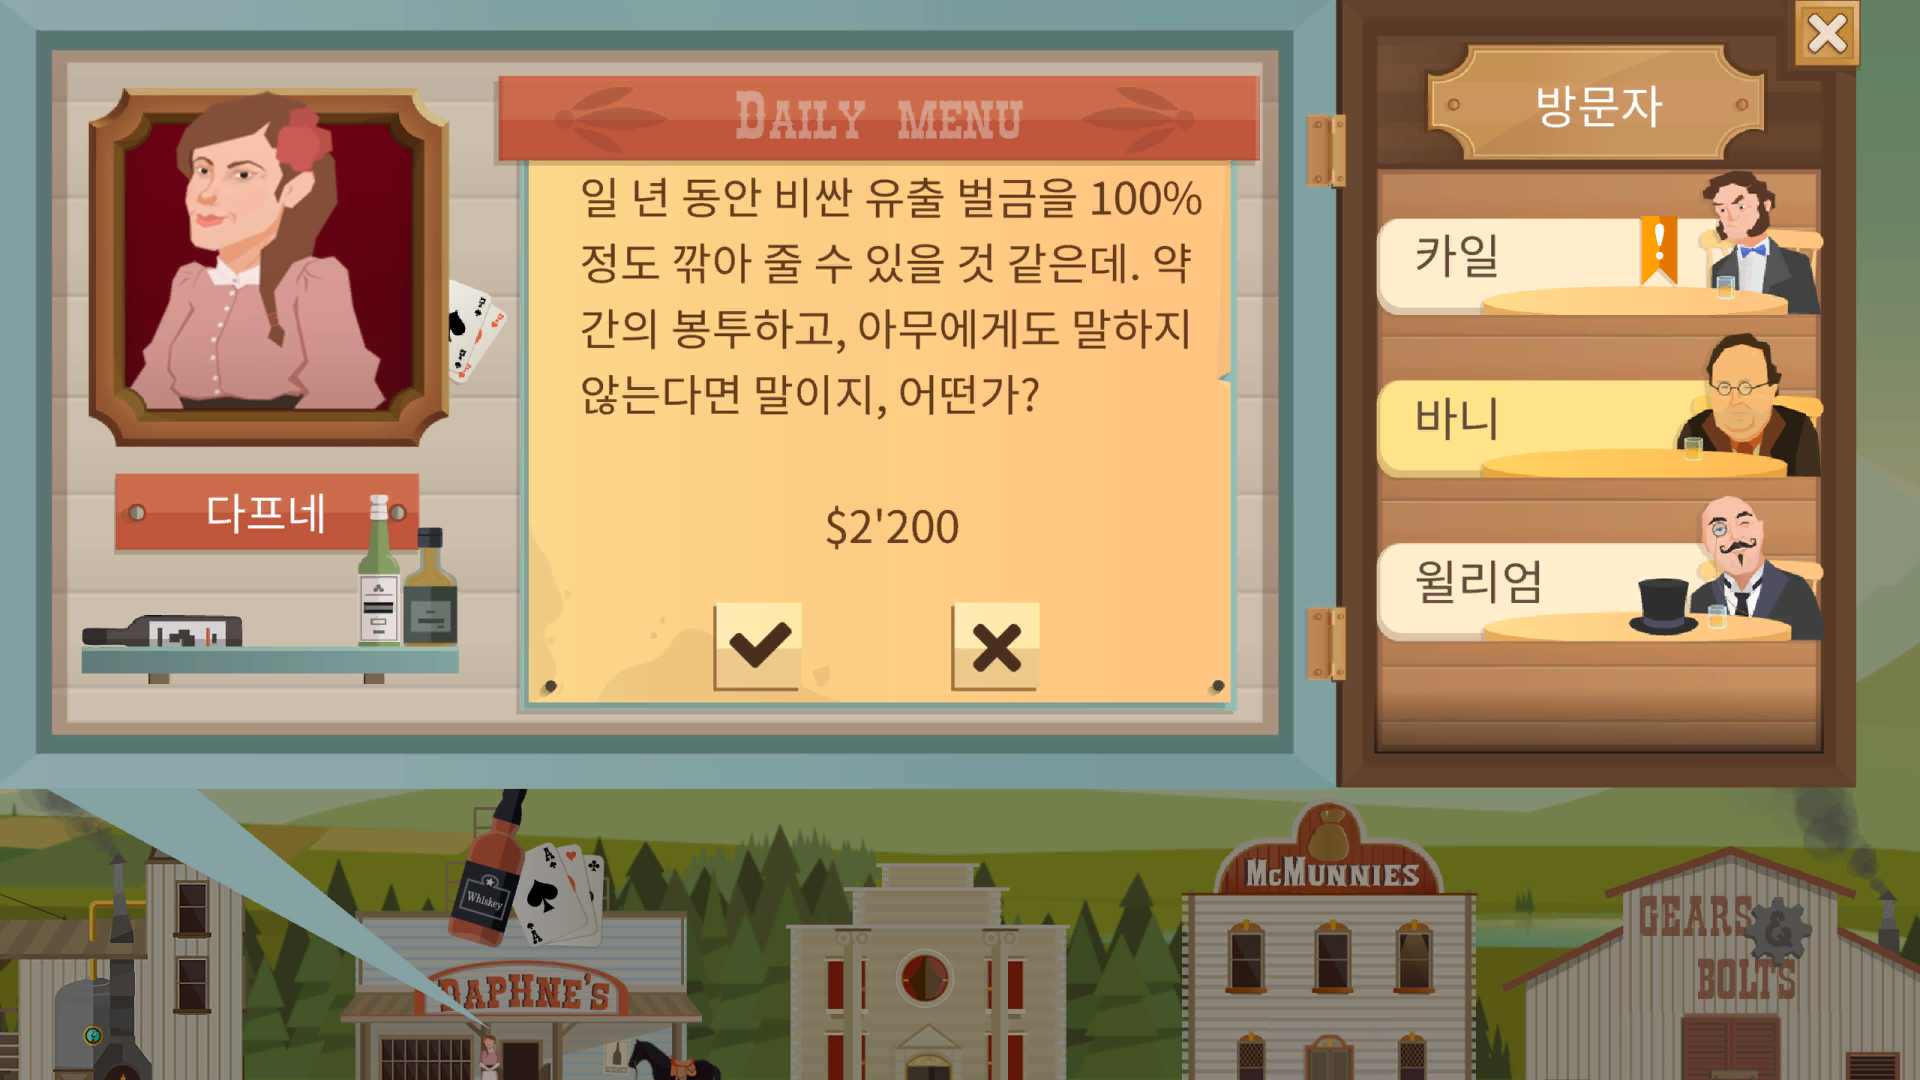 DAILY MENU
일 년 동안 비싼 유출 벌금을 100%
정도 깎아 줄 수 있을 것 같은데. 약
간의 봉투하고, 아무에게도 말하지
않는다면 말이지, 어떤가?
$2'200
다프네
방문자
카일
!
바니
윌리엄
Whiskey
A
A
DAPHNE'S
McMUNNIES
GEARS
&
BOLTS